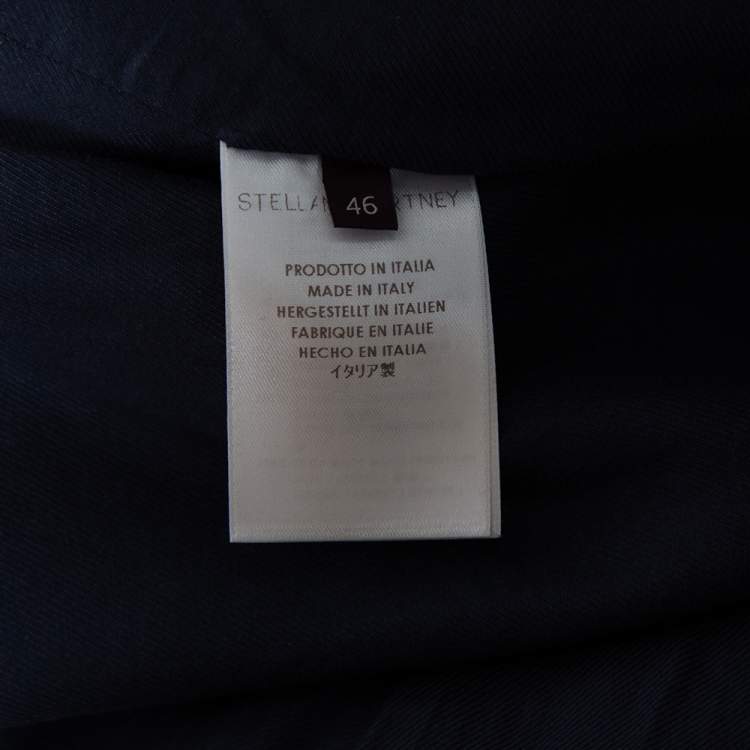 STELLA
46
RTNEY
PRODOTTO IN ITALIA
MADE IN ITALY
HERGESTELLT IN ITALIEN
FABRIQUE EN ITALIE
HECHO EN ITALIA
イタリア製